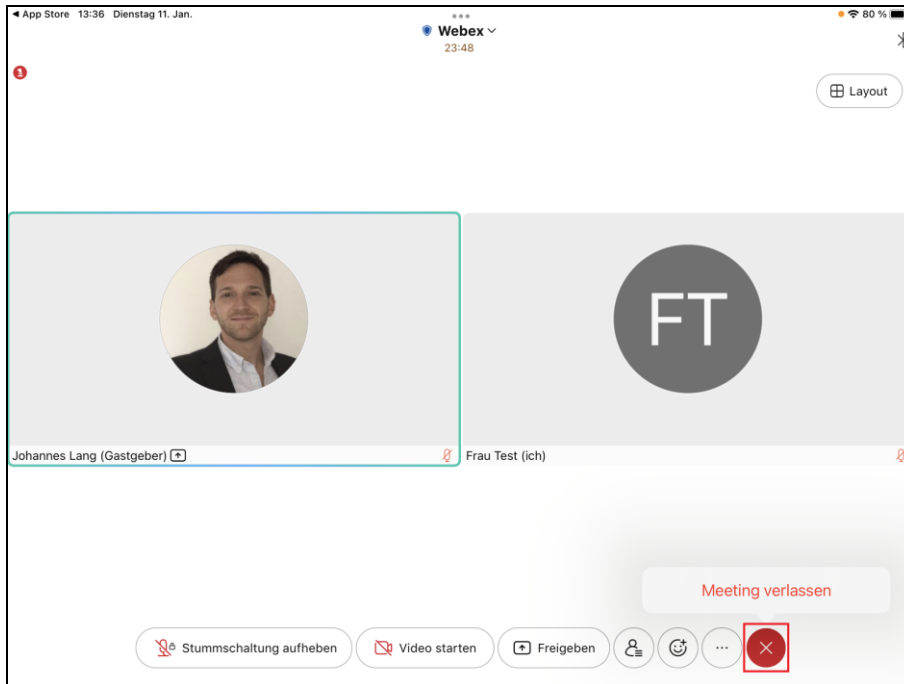 App Store 13:36 Dienstag 11. Jan.
80 %
Webex
23:48
1
Layout
FT
Johannes Lang (Gastgeber)
Frau Test (ich)
Meeting verlassen
Stummschaltung aufheben
Video starten
Freigeben